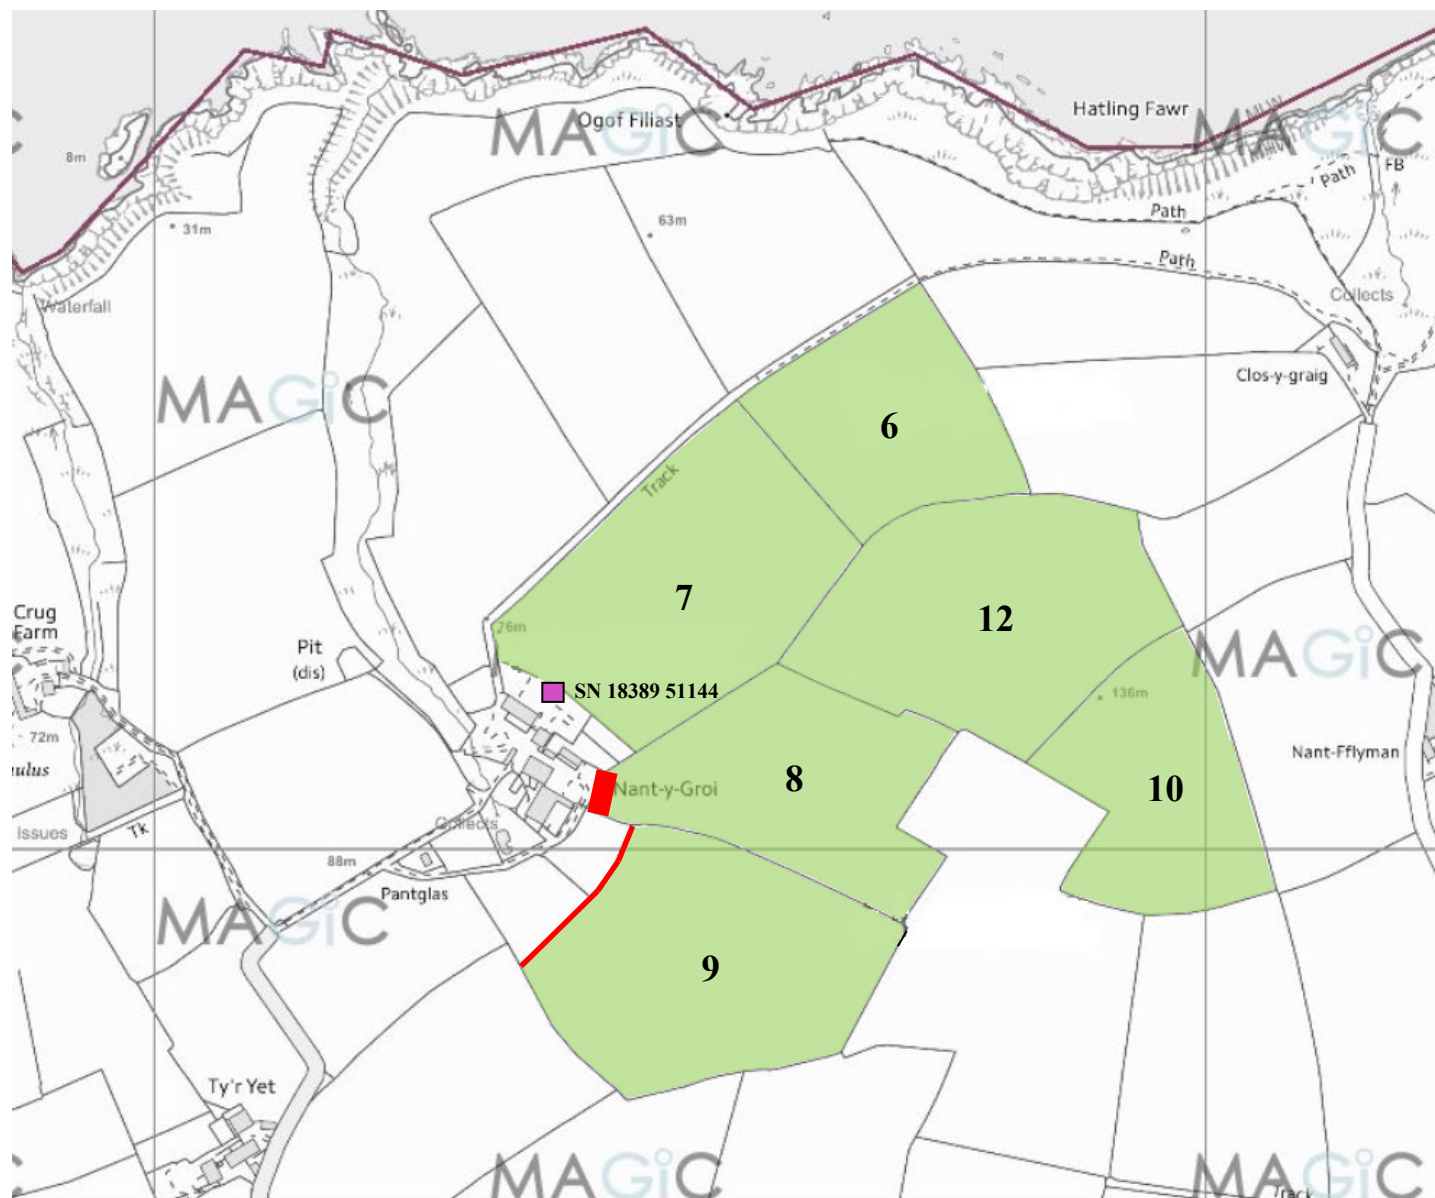 Hatling Fawr
MAGiC
Ogof Filiast
MAGiC
8m
FB
Path
63m
Path
31m
Path
Collects
Waterfall
Clos-y-graig
MAGiC
6
Track
7
12
76m
Crug
Farm
Pit
(dis)
MAGiC
SN 18389 51144
136m
72m
Nant-Fflyman
ulus
8
10
Nant-y-Groi
Issues
Tk
Collects
88m
Pantglas
MAGiC
9
Ty'r Yet
MAGiC
MAGiC
Track